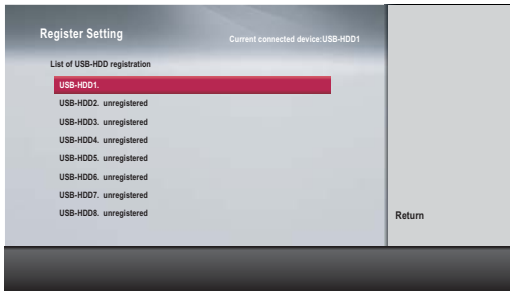 Register Setting
Current connected device:USB-HDD1
List of USB-HDD registration
USB-HDD1.
USB-HDD2. unregistered
USB-HDD3. unregistered
USB-HDD4. unregistered
USB-HDD5. unregistered
USB-HDD6. unregistered
USB-HDD7. unregistered
USB-HDD8. unregistered
Return